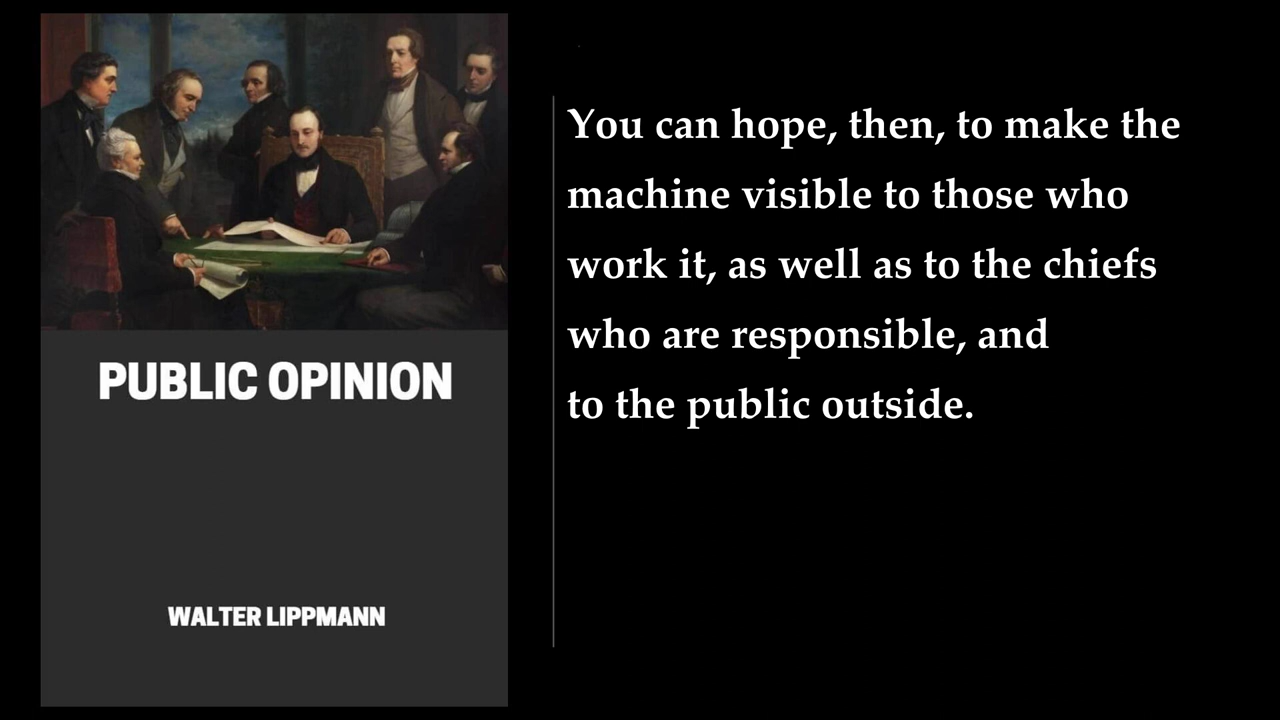 PUBLIC OPINION
WALTER LIPPMANN
You can hope, then, to make the
machine visible to those who
work it, as well as to the chiefs
who are responsible, and
to the public outside.